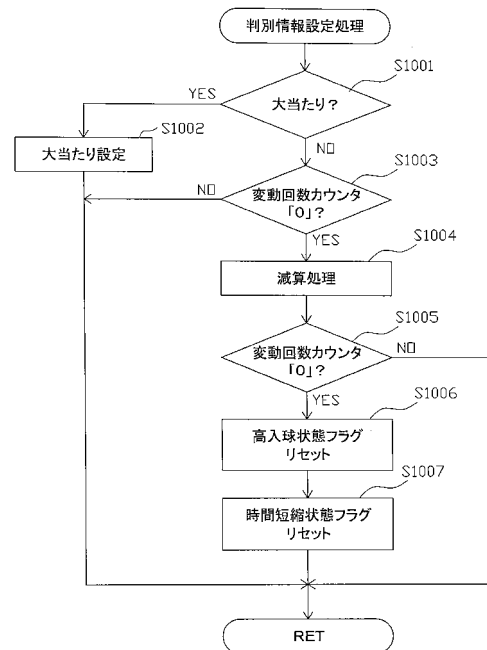 判別情報設定処理
S1001
大当たり？
YES
S1002
NO
大当たり設定
S1003
NO
変動回数カウンタ
「0」？
YES
S1004
減算処理
S1005
変動回数カウンタ
「0」？
NO
YES
S1006
高入球状態フラグ
リセット
S1007
時間短縮状態フラグ
リセット
RET